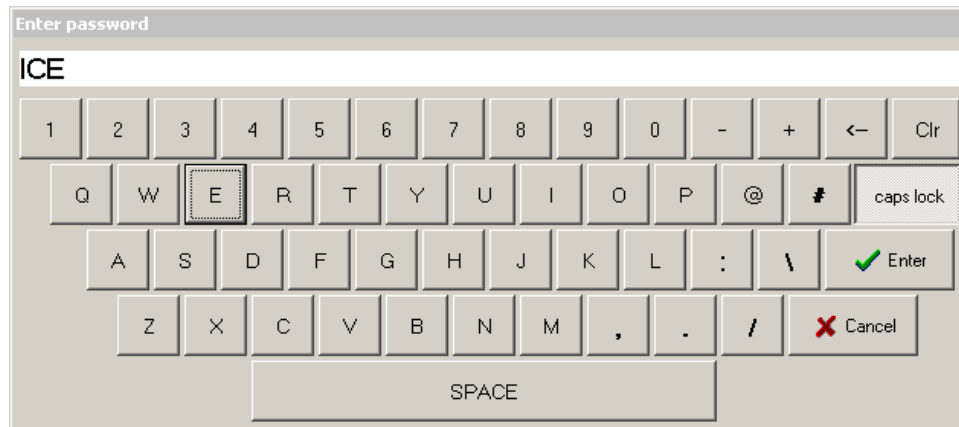 Enter password
ICE
1 2 3 4 5 6 7 8 9 0 - + <-- Clr
Q W E R T Y U I O P @ # caps lock
A S D F G H J K L : \ Enter
Z X C V B N M , . / Cancel
SPACE